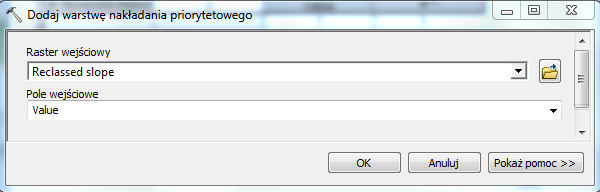 Dodaj warstwę nakładania priorytetowego
Raster wejściowy
Reclassed slope
Pole wejściowe
Value
OK
Anuluj
Pokaż pomoc >>